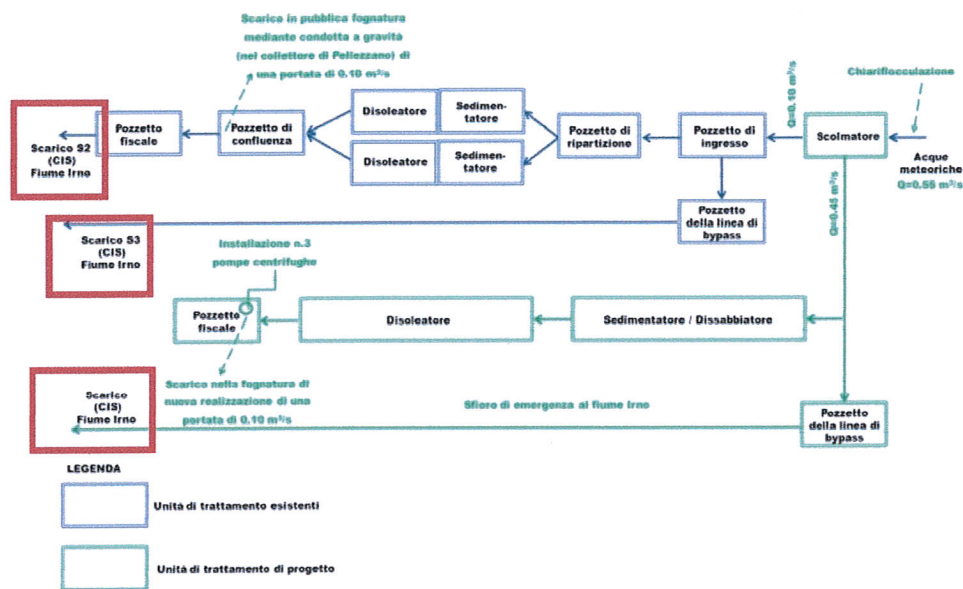 Scarico in pubblica fognatura
mediante condotta a gravità
(nel collettore di Pellezzano) di
una portata di 0.10 m³/s
Chiariflocculazione
Q=0.10 m³/s
Scarico S2
(CIS)
Fiume Irno
Pozzetto
fiscale
Pozzetto di
confluenza
Disoleatore
Sedimen-
tatore
Disoleatore
Sedimen-
tatore
Pozzetto di
ripartizione
Pozzetto di
ingresso
Scolmatore
Acque
meteoriche
Q=0.55 m³/s
Q=0.45 m³/s
Pozzetto
della linea di
bypass
Scarico S3
(CIS)
Fiume Irno
Installazione n.3
pompe centrifughe
Pozzetto
fiscale
Disoleatore
Sedimentatore / Dissabbiatore
Scarico nella fognatura di
nuova realizzazione di una
portata di 0.10 m³/s
Scarico
(CIS)
Fiume Irno
Sfioro di emergenza al fiume Irno
Pozzetto
della linea di
bypass
LEGENDA
Unità di trattamento esistenti
Unità di trattamento di progetto